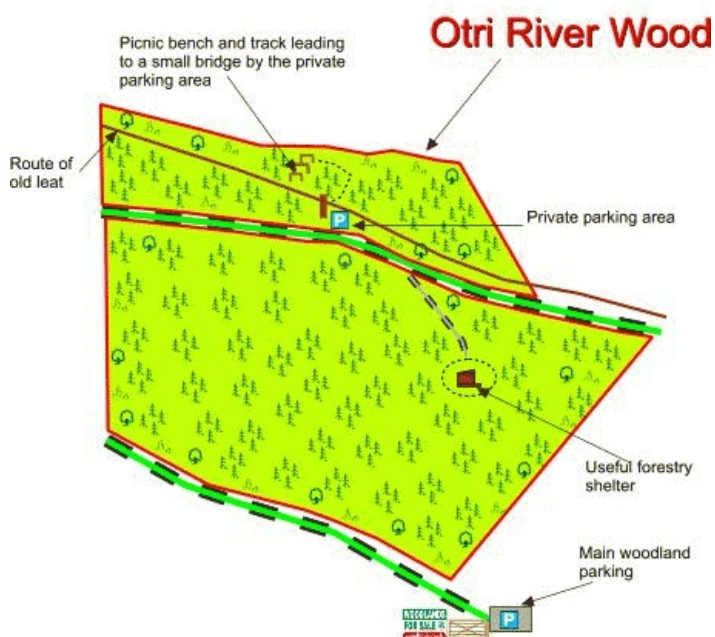 Otri River Wood
Picnic bench and track leading
to a small bridge by the private
parking area
Route of
old leat
P
Private parking area
Useful forestry
shelter
Main woodland
parking
P
WOODLANDS
FOR SALE